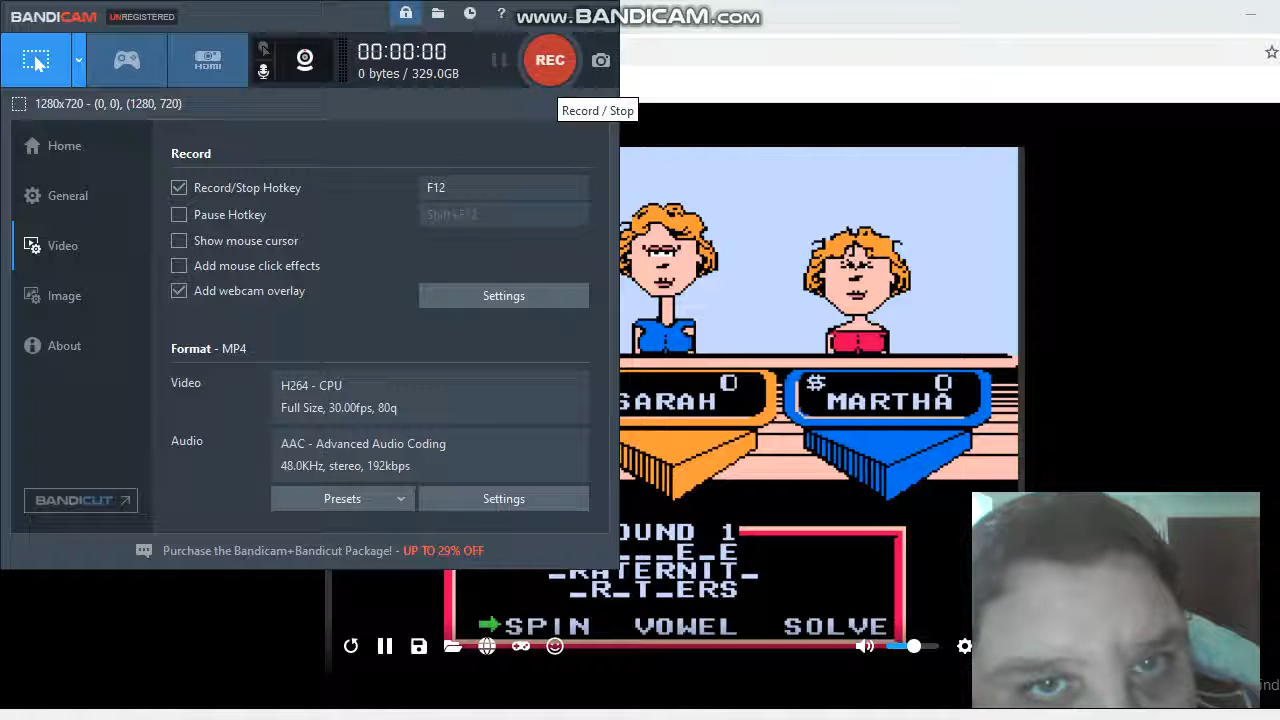 BANDICAM UNREGISTERED
www.BANDICAM.com
HDMI
00:00:00
0 bytes / 329.0GB
REC
1280x720 - (0, 0), (1280, 720)
Record / Stop
Home
General
Video
Image
About
BANDICUT
Record
Record/Stop Hotkey F12
Pause Hotkey Shift+F12
Show mouse cursor
Add mouse click effects
Add webcam overlay Settings
Format - MP4
Video
H264 - CPU
Full Size, 30.00fps, 80q
Audio
AAC - Advanced Audio Coding
48.0KHz, stereo, 192kbps
Presets Settings
Purchase the Bandicam+Bandicut Package! - UP TO 29% OFF
0 # 0
SARAH MARTHA
OUND 1
___E_E
_RATERNIT_
_R_T_ERS
SPIN VOWEL SOLVE
ind